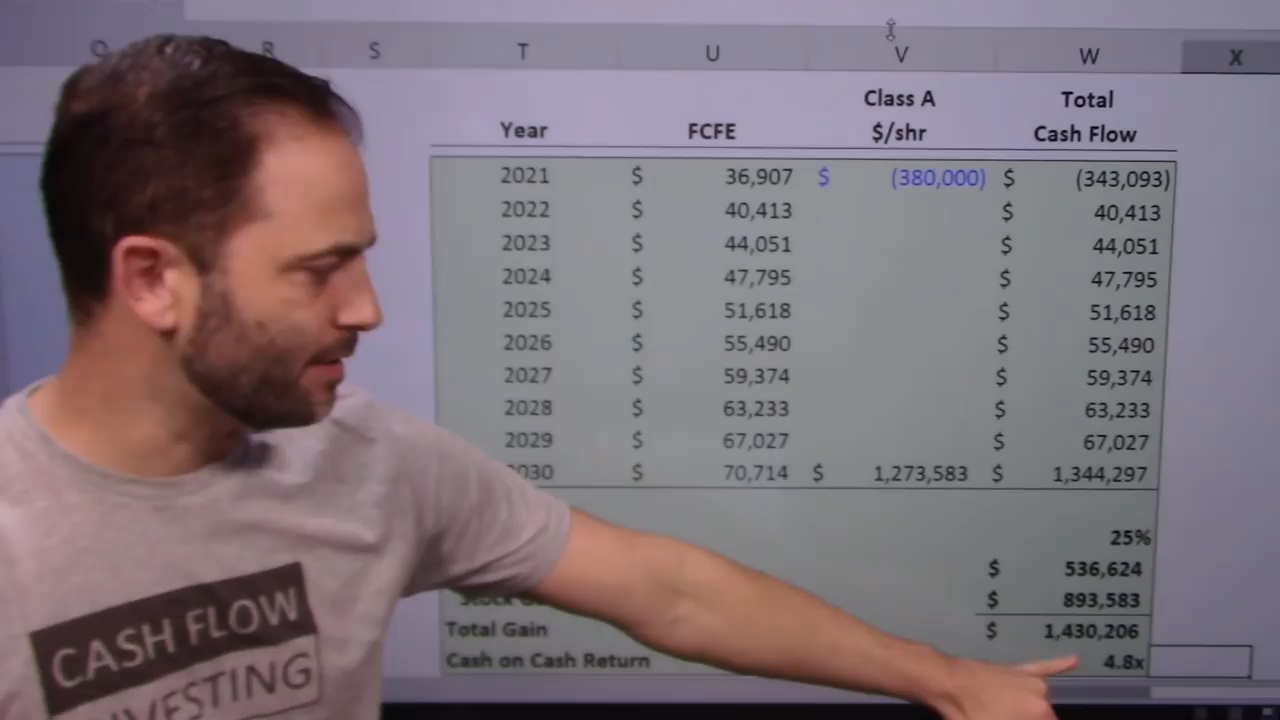 Q R S T U V W X
Class A Total
Year FCFE $/shr Cash Flow
2021 $ 36,907 $ (380,000) $ (343,093)
2022 $ 40,413 $ 40,413
2023 $ 44,051 $ 44,051
2024 $ 47,795 $ 47,795
2025 $ 51,618 $ 51,618
2026 $ 55,490 $ 55,490
2027 $ 59,374 $ 59,374
2028 $ 63,233 $ 63,233
2029 $ 67,027 $ 67,027
2030 $ 70,714 $ 1,273,583 $ 1,344,297
25%
$ 536,624
$ 893,583
Total Gain $ 1,430,206
Cash on Cash Return 4.8x
CASH FLOW
INVESTING